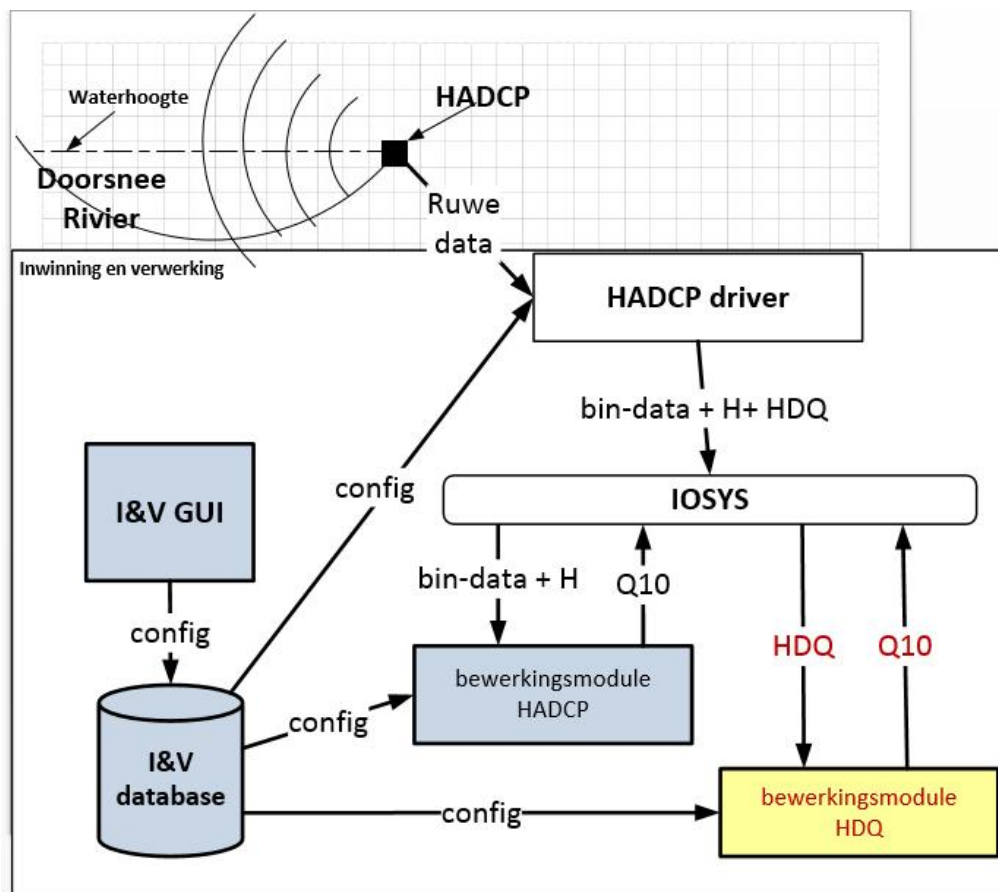 Waterhoogte
HADCP
Doorsnee
Rivier
Ruwe
data
Inwinning en verwerking
HADCP driver
bin-data + H+ HDQ
config
IOSYS
I&V GUI
bin-data + H
Q10
config
HDQ
Q10
bewerkingsmodule
HADCP
config
I&V
database
config
bewerkingsmodule
HDQ